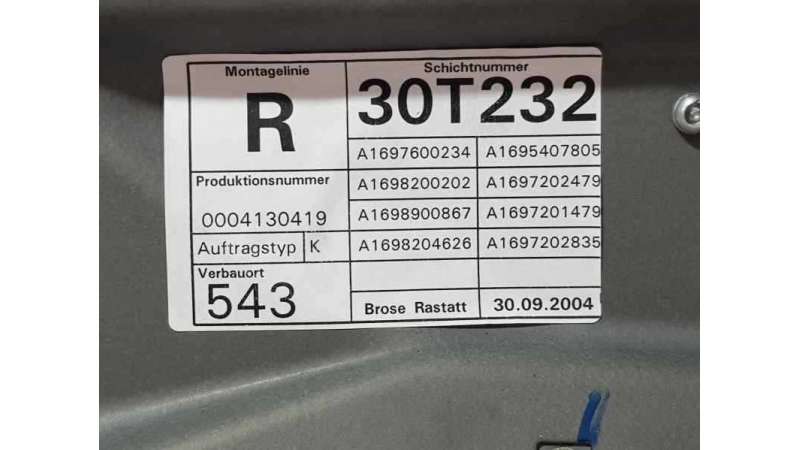 Montagelinie
R
Schichtnummer
30T232
A1697600234 A1695407805
Produktionsnummer
0004130419
A1698200202 A1697202479
A1698900867 A1697201479
Auftragstyp K
A1698204626 A1697202835
Verbauort
543
Brose Rastatt 30.09.2004